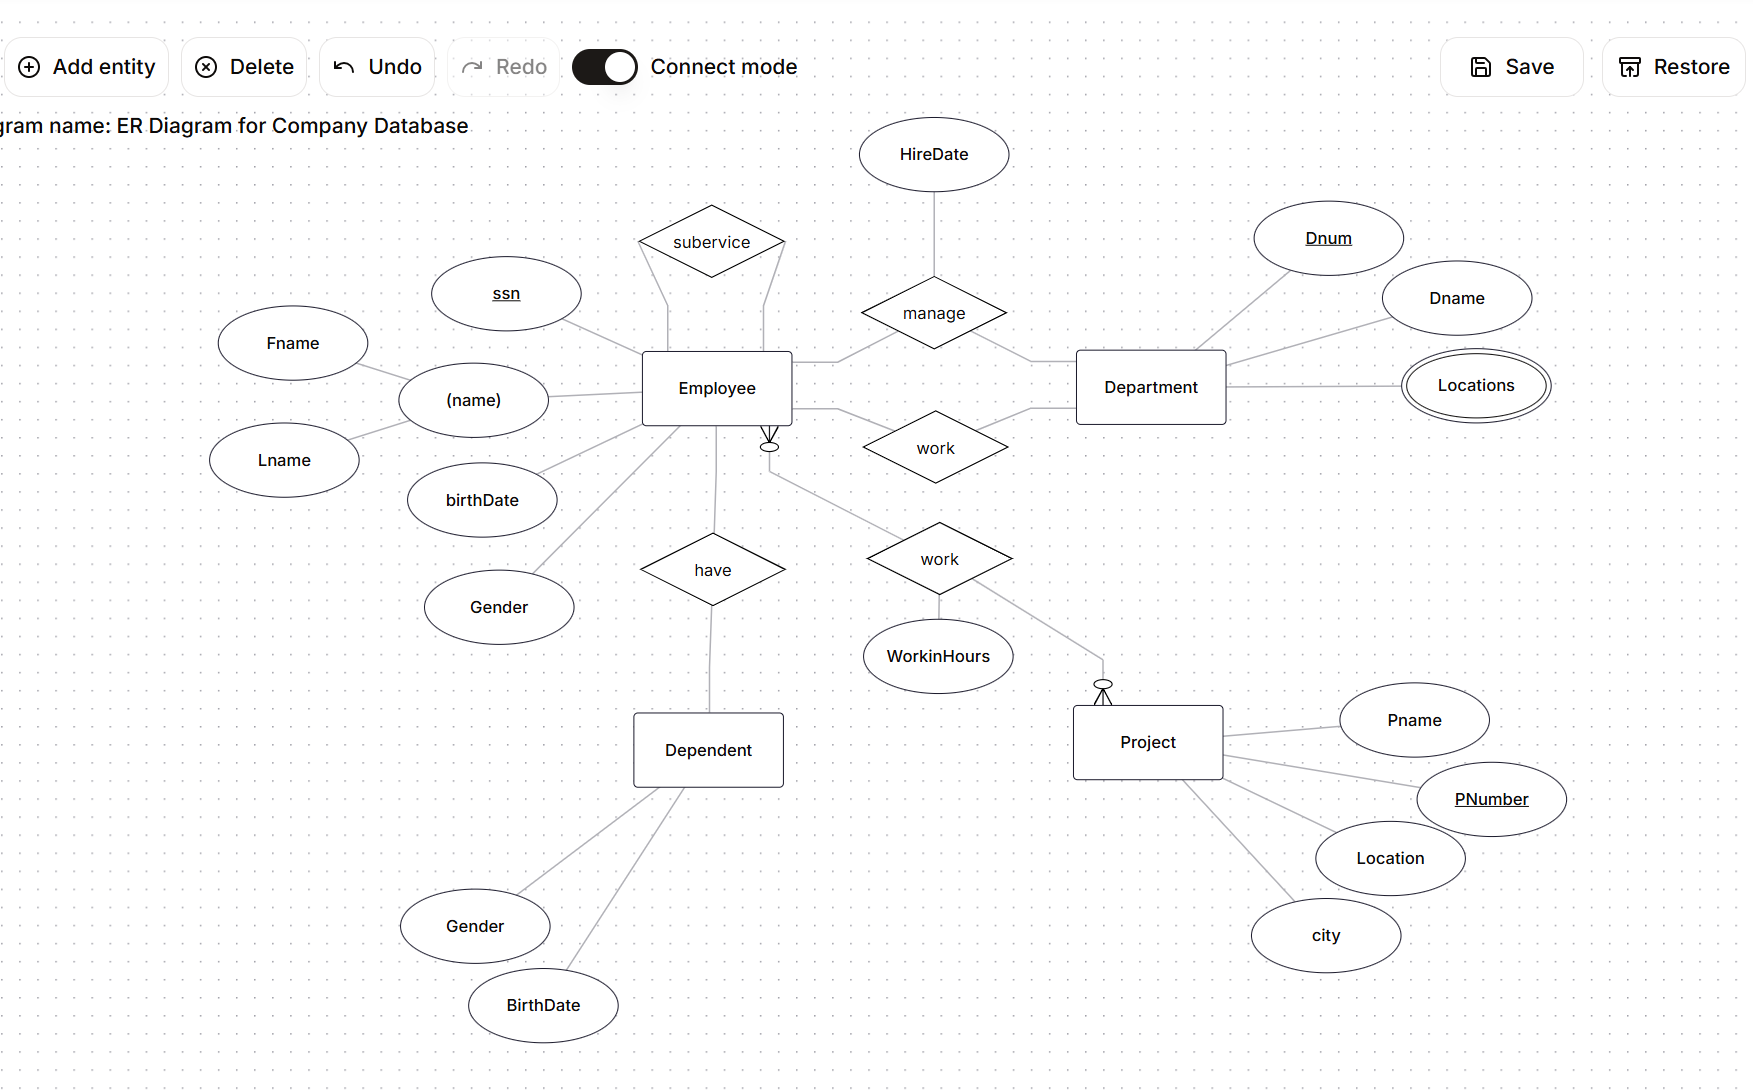 Add entity
Delete
Undo
Redo
Connect mode
Save
Restore
gram name: ER Diagram for Company Database
HireDate
subervice
Dnum
ssn
Dname
manage
Fname
Locations
Employee
Department
(name)
work
Lname
birthDate
work
have
Gender
WorkinHours
Pname
Project
Dependent
PNumber
Location
Gender
city
BirthDate